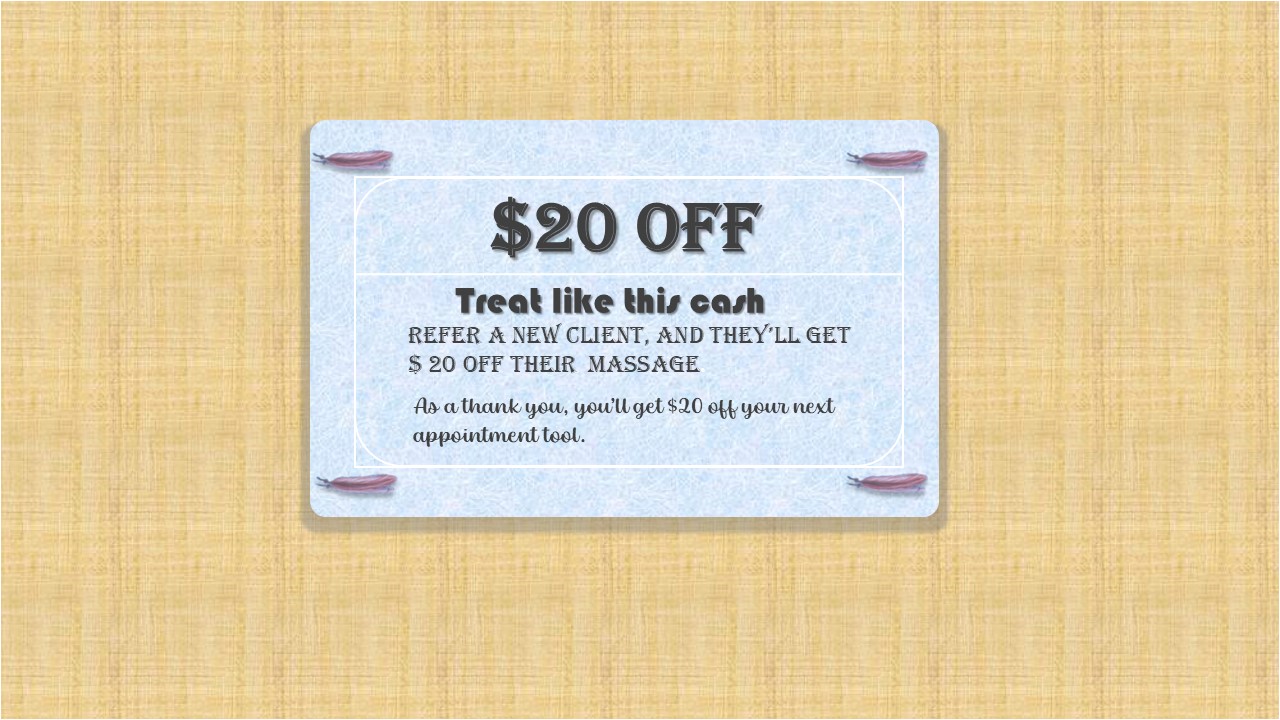 $20 OFF
Treat like this cash
REFER A NEW CLIENT, AND THEY'LL GET
$ 20 OFF THEIR  MASSAGE
As a thank you, you'll get $20 off your next
appointment tool.